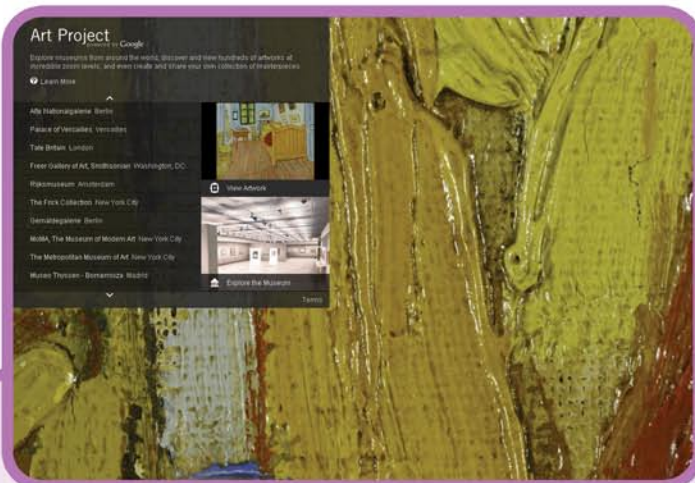 Art Project
powered by Google
Explore museums from around the world, discover and view hundreds of artworks at
incredible zoom levels, and even create and share your own collection of masterpieces.
Learn More
Alte Nationalgalerie Berlin
Palace of Versailles Versailles
Tate Britain London
Freer Gallery of Art, Smithsonian Washington, DC
Rijksmuseum Amsterdam
The Frick Collection New York City
Gemäldegalerie Berlin
MoMA, The Museum of Modern Art New York City
The Metropolitan Museum of Art New York City
Museo Thyssen - Bornemisza Madrid
View Artwork
Explore the Museum
Terms